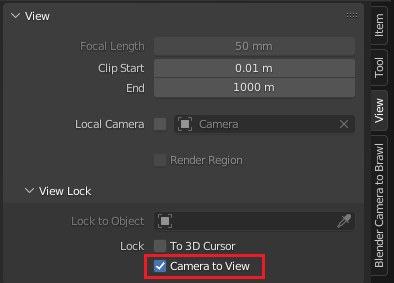 View
Focal Length 50 mm
Clip Start 0.01 m
End 1000 m
Local Camera Camera
Render Region
View Lock
Lock to Object
Lock To 3D Cursor
Camera to View
Item
Tool
View
Blender Camera to Brawl